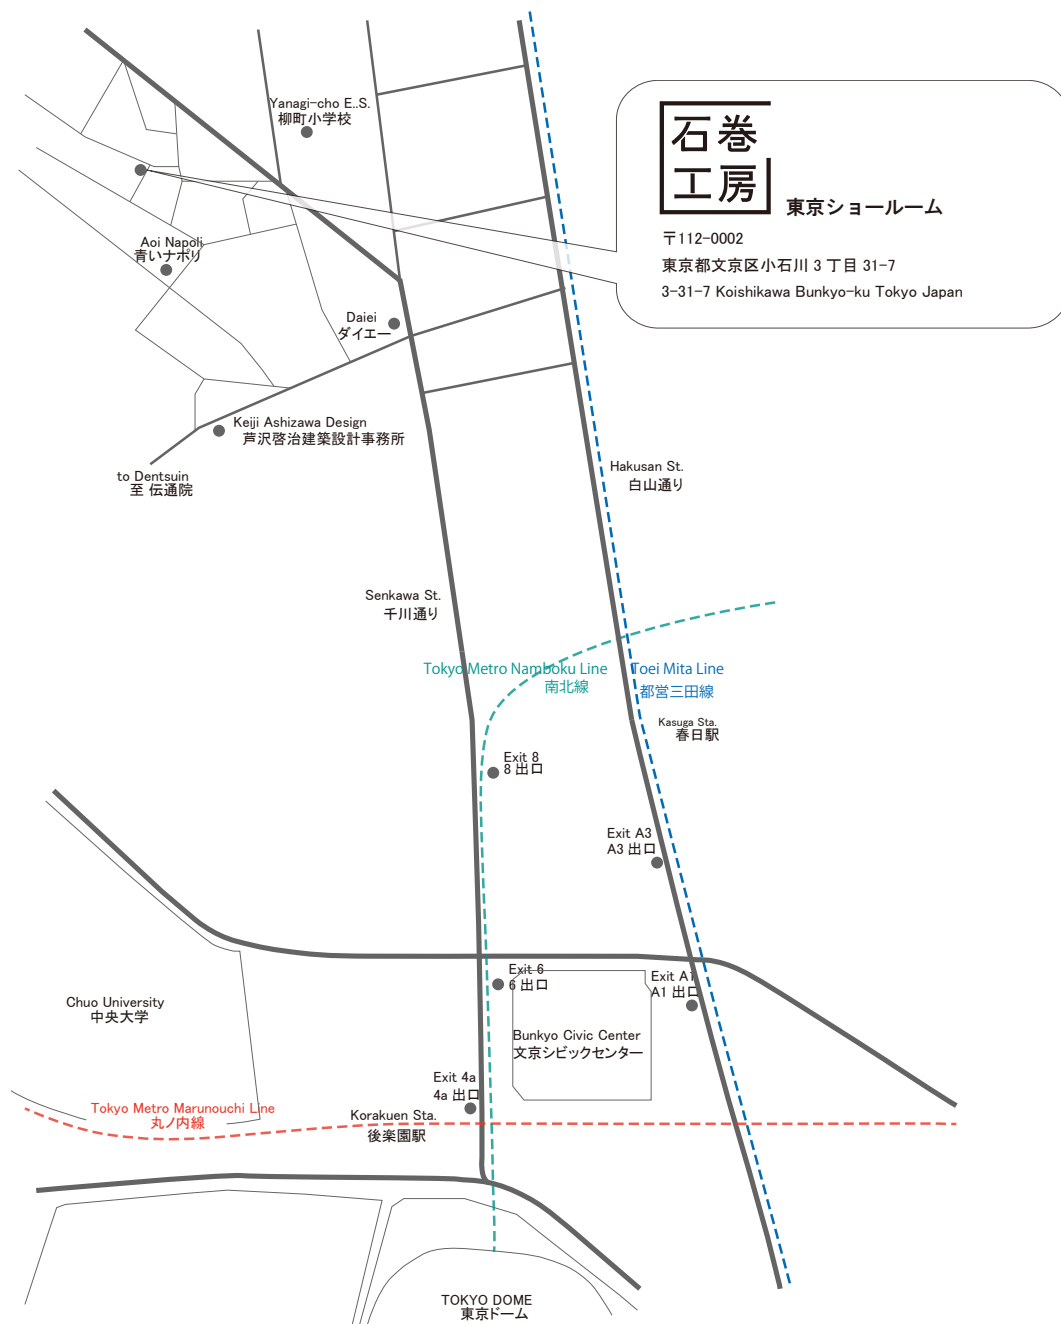 Yanagi-cho E..S.
柳町小学校
石巻
工房
東京ショールーム
〒112-0002
東京都文京区小石川 3 丁目 31-7
3-31-7 Koishikawa Bunkyo-ku Tokyo Japan
Aoi Napoli
青いナポリ
Daiei
ダイエー
Keiji Ashizawa Design
芦沢啓治建築設計事務所
to Dentsuin
至 伝通院
Hakusan St.
白山通り
Senkawa St.
千川通り
Tokyo Metro Namboku Line
南北線
Toei Mita Line
都営三田線
Kasuga Sta.
春日駅
Exit 8
8 出口
Exit A3
A3 出口
Exit 6
6 出口
Exit A1
A1 出口
Chuo University
中央大学
Bunkyo Civic Center
文京シビックセンター
Exit 4a
4a 出口
Tokyo Metro Marunouchi Line
丸ノ内線
Korakuen Sta.
後楽園駅
TOKYO DOME
東京ドーム